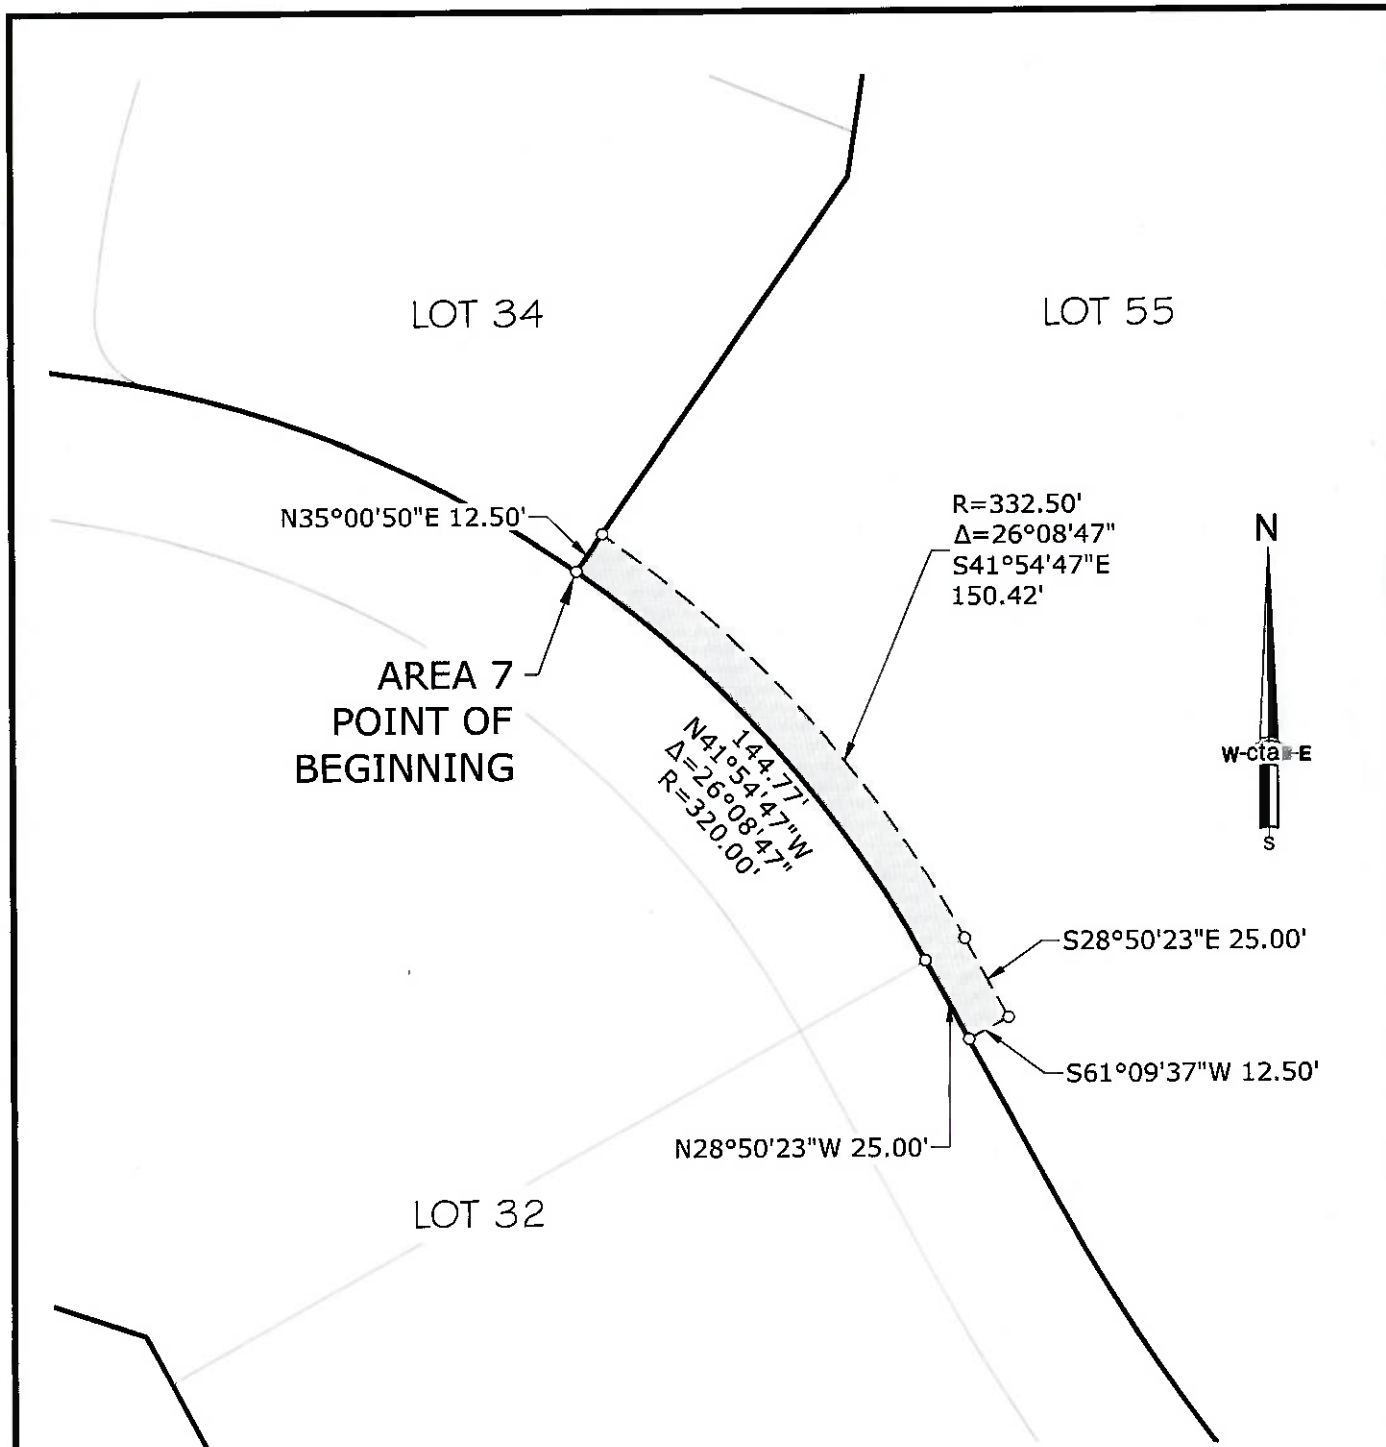 LOT 34
LOT 55
N35°00'50"E 12.50'
R=332.50'
Δ=26°08'47"
S41°54'47"E
150.42'
N
W-cta-E
S
AREA 7
POINT OF
BEGINNING
144.77'
N41°54'47"W
Δ=26°08'47"
R=320.00'
S28°50'23"E 25.00'
S61°09'37"W 12.50'
N28°50'23"W 25.00'
LOT 32